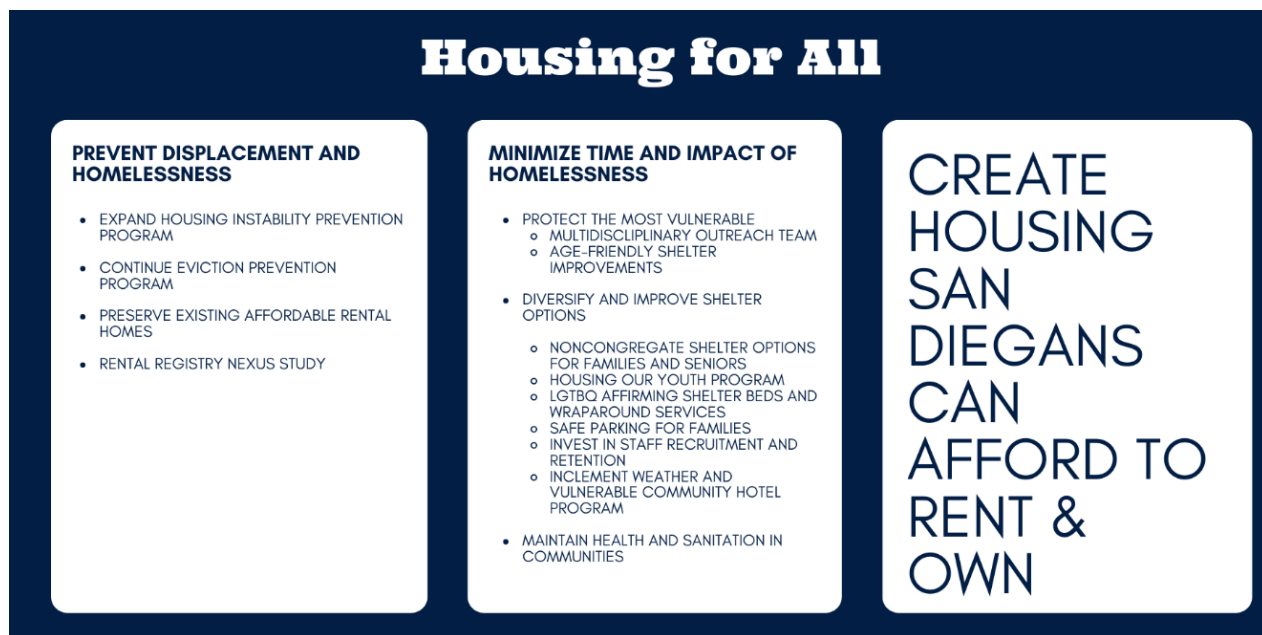 Housing for All
PREVENT DISPLACEMENT AND
HOMELESSNESS
• EXPAND HOUSING INSTABILITY PREVENTION
PROGRAM
• CONTINUE EVICTION PREVENTION
PROGRAM
• PRESERVE EXISTING AFFORDABLE RENTAL
HOMES
• RENTAL REGISTRY NEXUS STUDY
MINIMIZE TIME AND IMPACT OF
HOMELESSNESS
• PROTECT THE MOST VULNERABLE
○ MULTIDISCPLINARY OUTREACH TEAM
○ AGE-FRIENDLY SHELTER
IMPROVEMENTS
• DIVERSIFY AND IMPROVE SHELTER
OPTIONS
○ NONCONGREGATE SHELTER OPTIONS
FOR FAMILIES AND SENIORS
○ HOUSING OUR YOUTH PROGRAM
○ LGTBQ AFFIRMING SHELTER BEDS AND
WRAPAROUND SERVICES
○ SAFE PARKING FOR FAMILIES
○ INVEST IN STAFF RECRUITMENT AND
RETENTION
○ INCLEMENT WEATHER AND
VULNERABLE COMMUNITY HOTEL
PROGRAM
• MAINTAIN HEALTH AND SANITATION IN
COMMUNITIES
CREATE
HOUSING
SAN
DIEGANS
CAN
AFFORD TO
RENT &
OWN